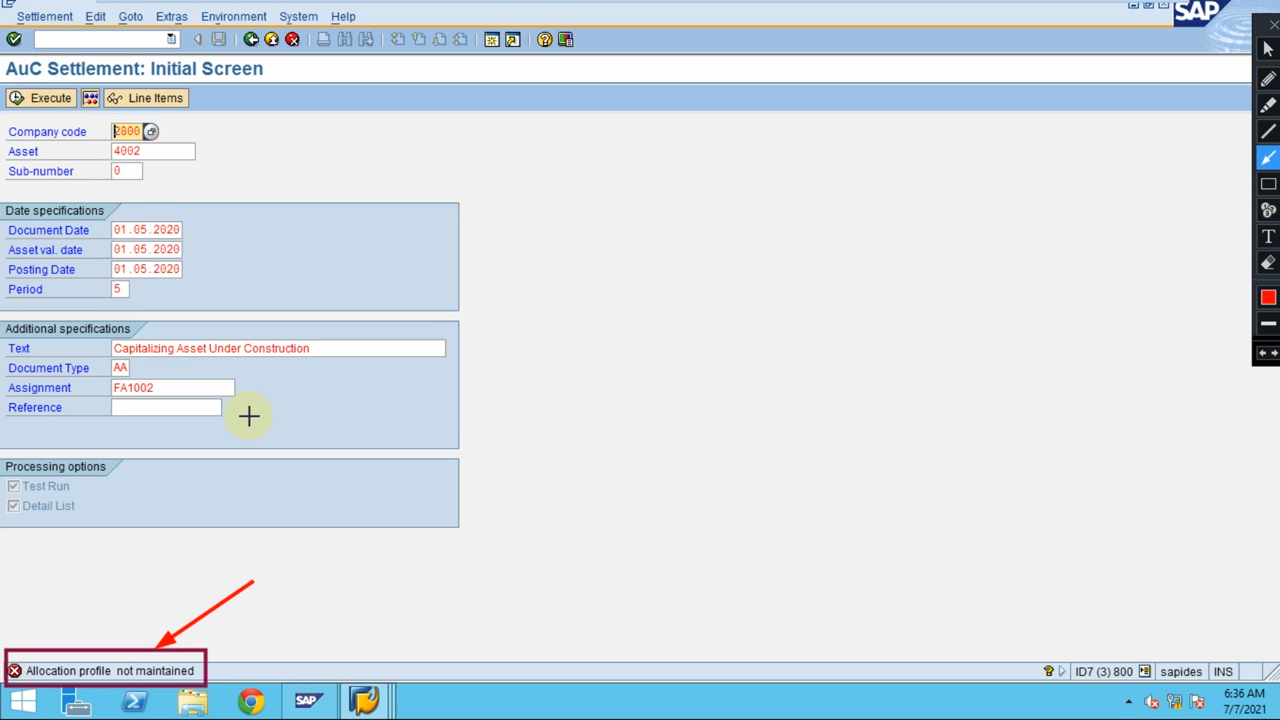 Settlement Edit Goto Extras Environment System Help
SAP
AuC Settlement: Initial Screen
Execute Line Items
Company code 2800
Asset 4002
Sub-number 0
Date specifications
Document Date 01.05.2020
Asset val. date 01.05.2020
Posting Date 01.05.2020
Period 5
Additional specifications
Text Capitalizing Asset Under Construction
Document Type AA
Assignment FA1002
Reference
Processing options
Test Run
Detail List
Allocation profile not maintained
ID7 (3) 800 sapides INS
SAP
6:36 AM
7/7/2021
T